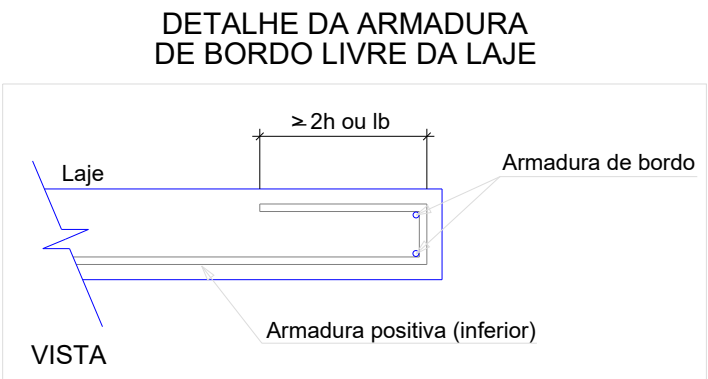 DETALHE DA ARMADURA
DE BORDO LIVRE DA LAJE
≥ 2h ou lb
Laje
Armadura de bordo
Armadura positiva (inferior)
VISTA